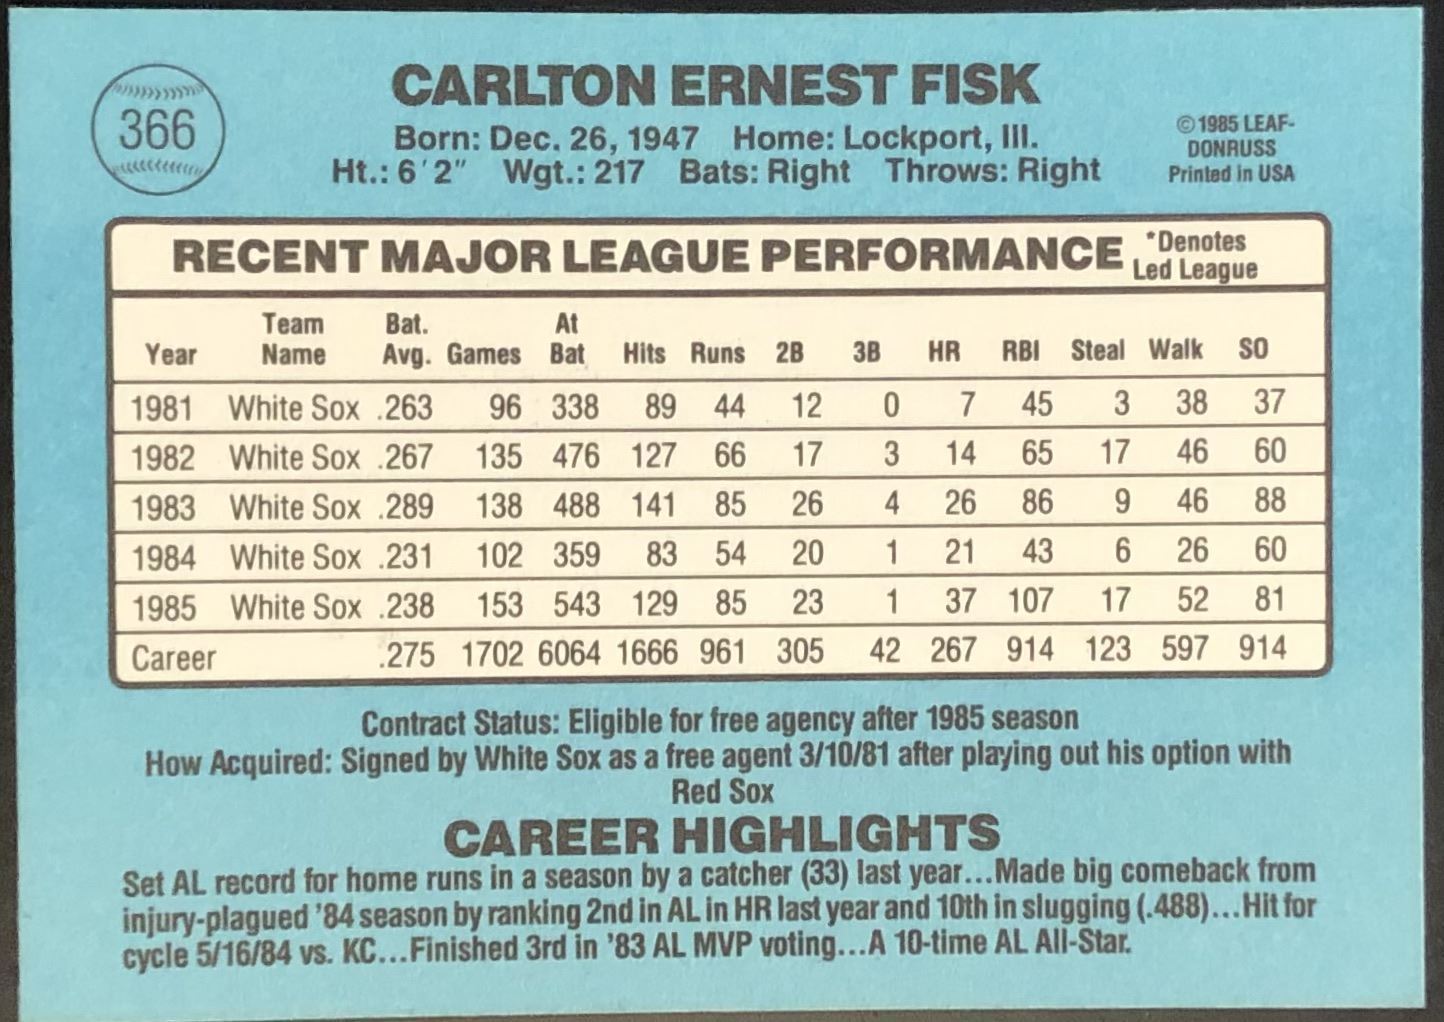 366
CARLTON ERNEST FISK
Born: Dec. 26, 1947 Home: Lockport, Ill.
Ht.: 6'2" Wgt.: 217 Bats: Right Throws: Right
©1985 LEAF-
DONRUSS
Printed in USA
RECENT MAJOR LEAGUE PERFORMANCE
*Denotes
Led League
Year Team Name Bat. Avg. Games At Bat Hits Runs 2B 3B HR RBI Steal Walk SO
1981 White Sox .263 96 338 89 44 12 0 7 45 3 38 37
1982 White Sox .267 135 476 127 66 17 3 14 65 17 46 60
1983 White Sox .289 138 488 141 85 26 4 26 86 9 46 88
1984 White Sox .231 102 359 83 54 20 1 21 43 6 26 60
1985 White Sox .238 153 543 129 85 23 1 37 107 17 52 81
Career .275 1702 6064 1666 961 305 42 267 914 123 597 914
Contract Status: Eligible for free agency after 1985 season
How Acquired: Signed by White Sox as a free agent 3/10/81 after playing out his option with
Red Sox
CAREER HIGHLIGHTS
Set AL record for home runs in a season by a catcher (33) last year...Made big comeback from
injury-plagued '84 season by ranking 2nd in AL in HR last year and 10th in slugging (.488)...Hit for
cycle 5/16/84 vs. KC...Finished 3rd in '83 AL MVP voting...A 10-time AL All-Star.